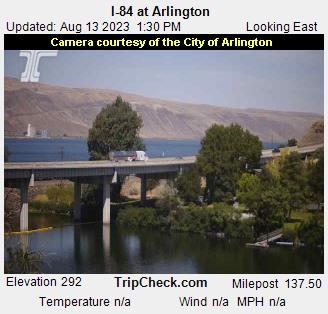 I-84 at Arlington
Updated: Aug 13 2023 1:30 PM Looking East
Camera courtesy of the City of Arlington
Elevation 292 TripCheck.com Milepost 137.50
Temperature n/a Wind n/a MPH n/a